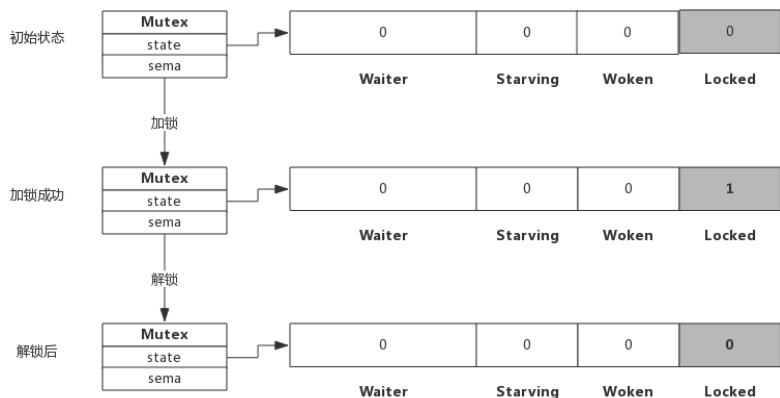 初始状态
Mutex
state
sema
0 0 0 0
Waiter Starving Woken Locked
加锁
加锁成功
Mutex
state
sema
0 0 0 1
Waiter Starving Woken Locked
解锁
解锁后
Mutex
state
sema
0 0 0 0
Waiter Starving Woken Locked